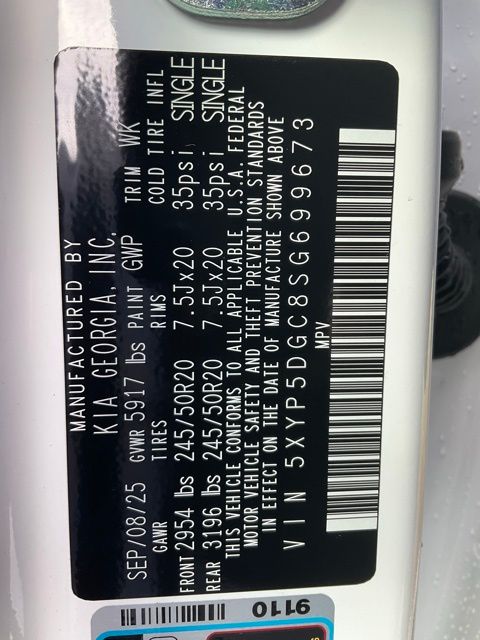 MANUFACTURED BY
KIA GEORGIA, INC.
SEP/08/25 GVWR 5917 lbs PAINT GWP TRIM WK
GAWR TIRES RIMS COLD TIRE INFL
FRONT 2954 lbs 245/50R20 7.5Jx20 35psi SINGLE
REAR 3196 lbs 245/50R20 7.5Jx20 35psi SINGLE
THIS VEHICLE CONFORMS TO ALL APPLICABLE U.S.A. FEDERAL
MOTOR VEHICLE SAFETY AND THEFT PREVENTION STANDARDS
IN EFFECT ON THE DATE OF MANUFACTURE SHOWN ABOVE
VIN 5XYP5DGC8SG699673
MPV
9110